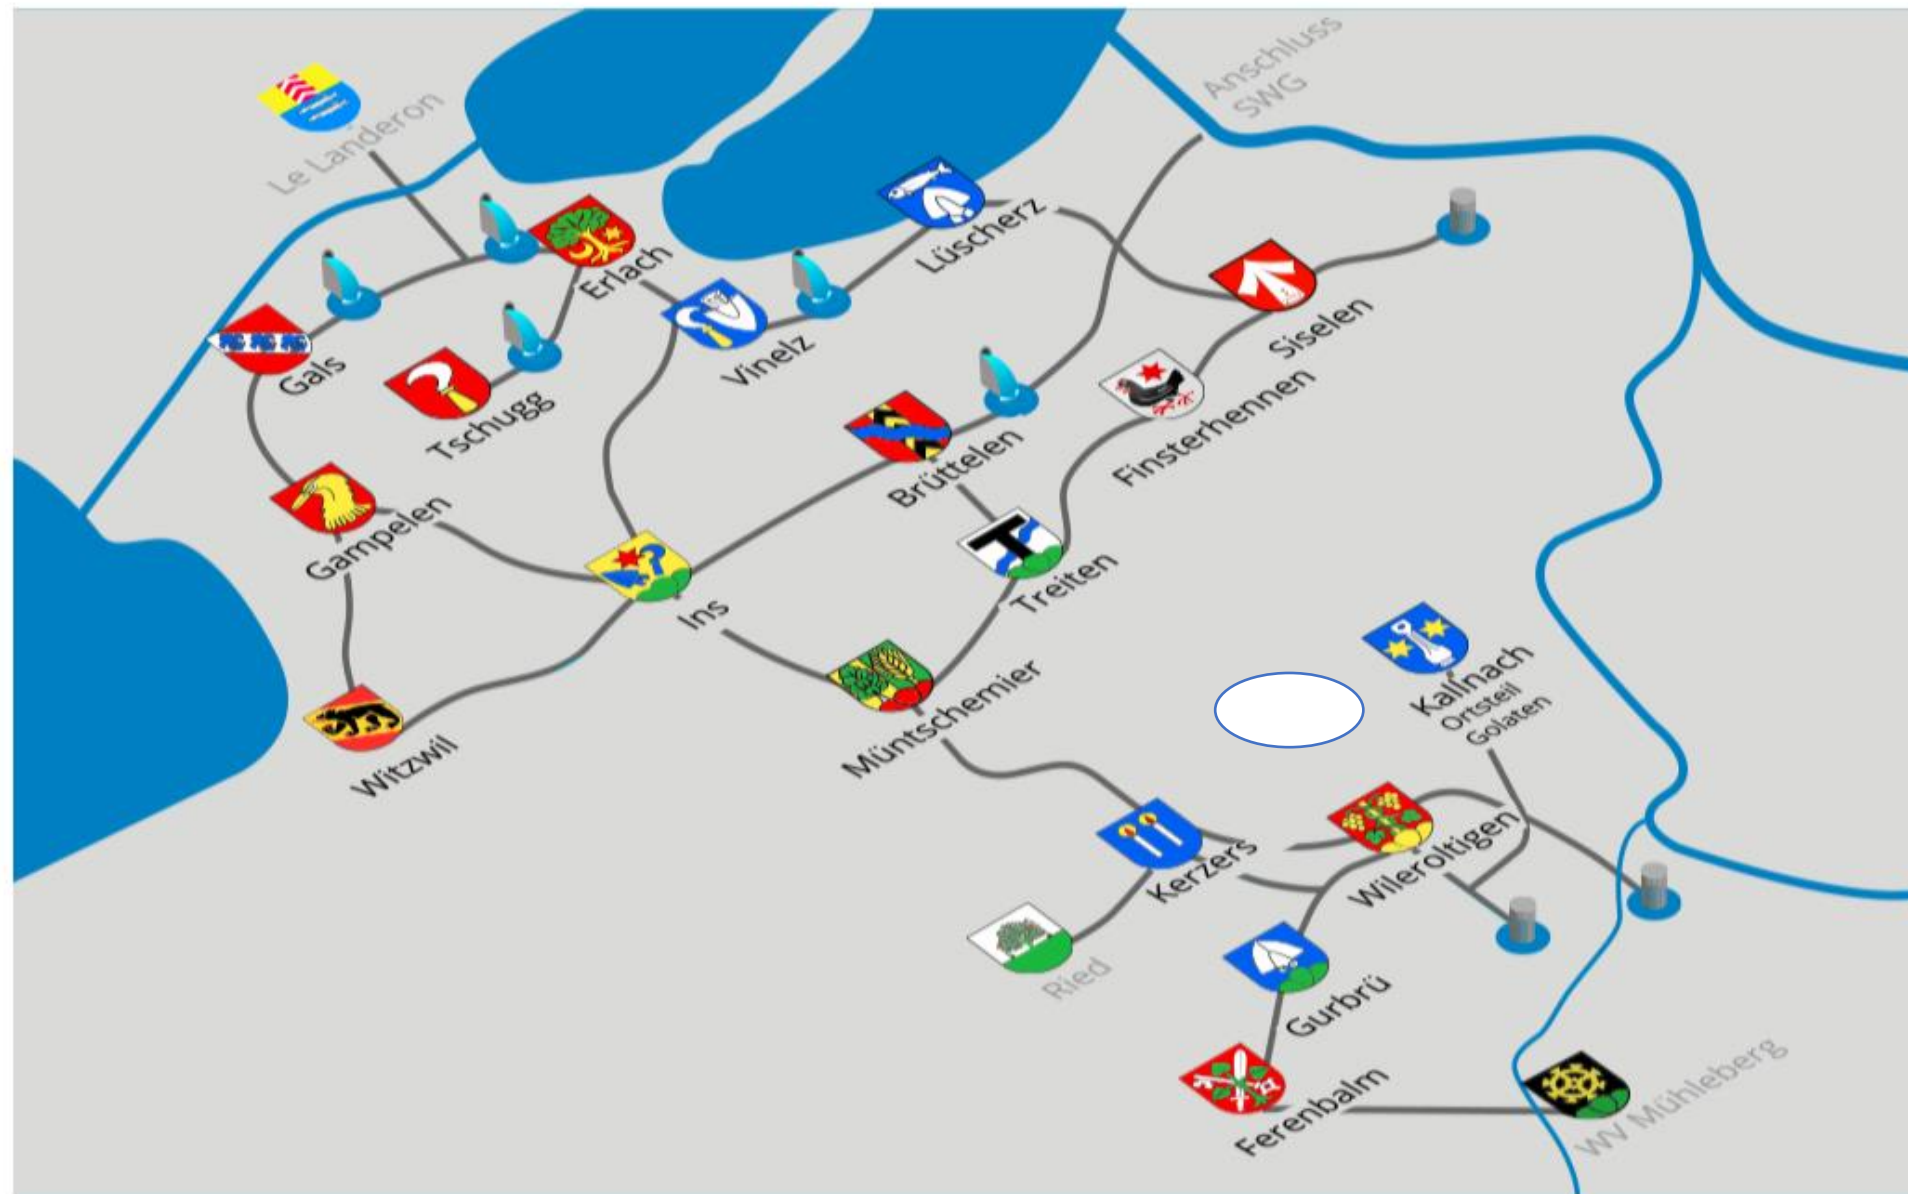 Anschluss
SWG
Le Landeron
Lüscherz
Erlach
Siselen
Vinelz
Gals
Tschugg
Finsterhennen
Brüttelen
Gampelen
Treiten
Ins
Kallnach
Ortsteil
Golaten
Müntschemier
Witzwil
Kerzers
Wileroltigen
Ried
Gurbrü
Ferenbalm
WV Mühleberg